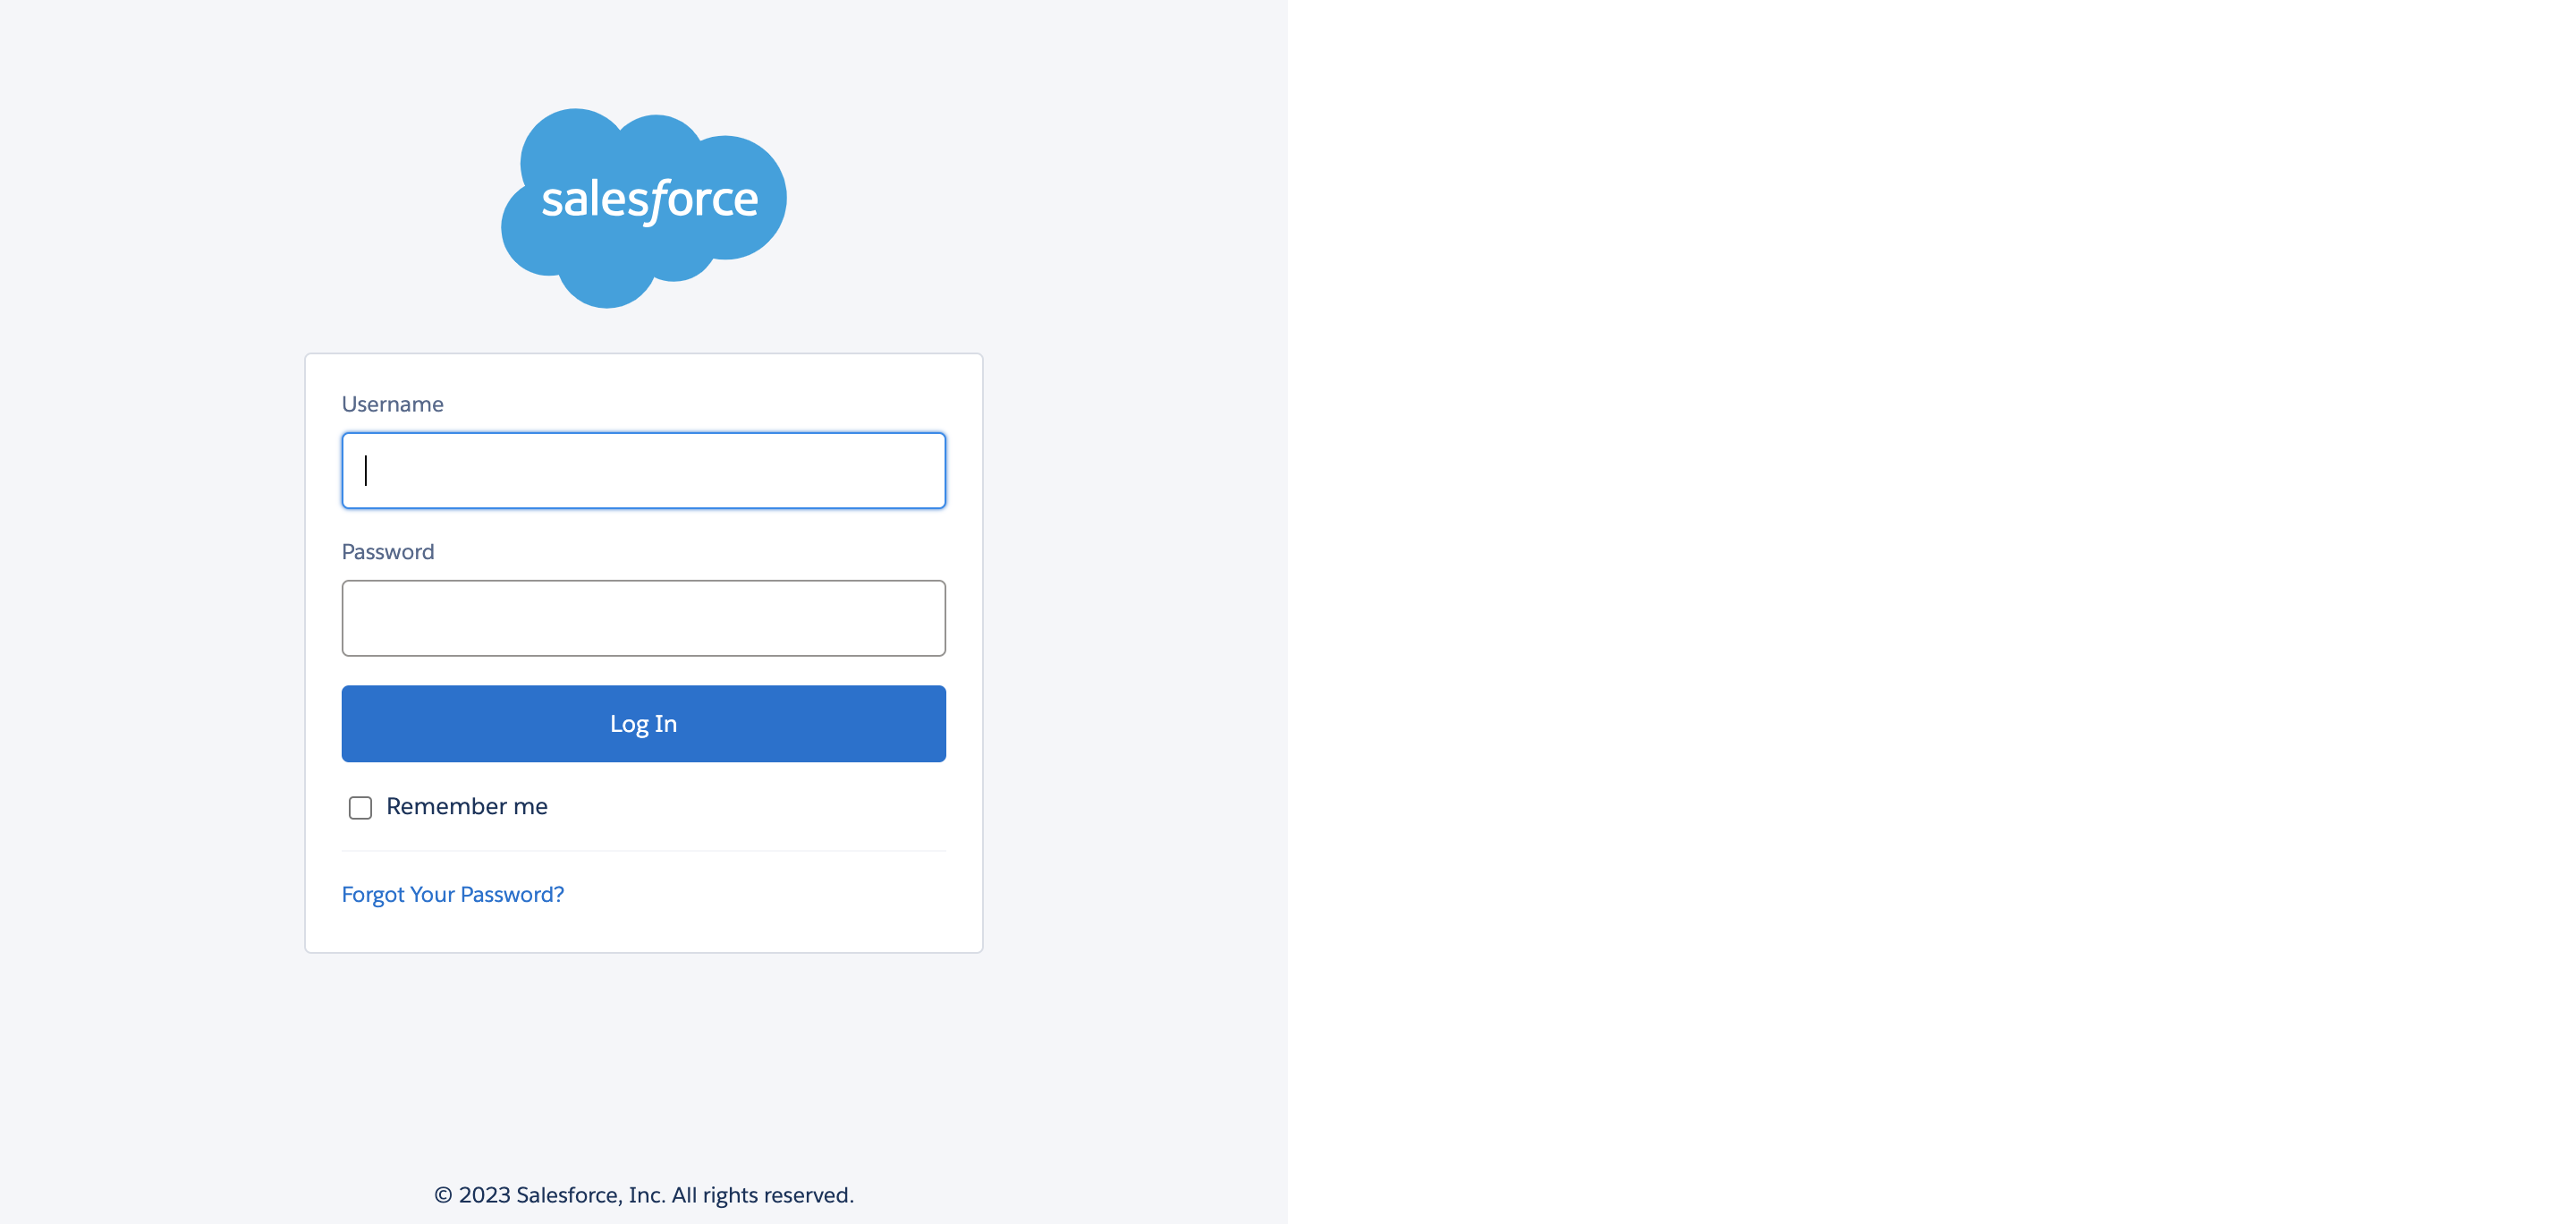 salesforce
Username
Password
Log In
Remember me
Forgot Your Password?
© 2023 Salesforce, Inc. All rights reserved.